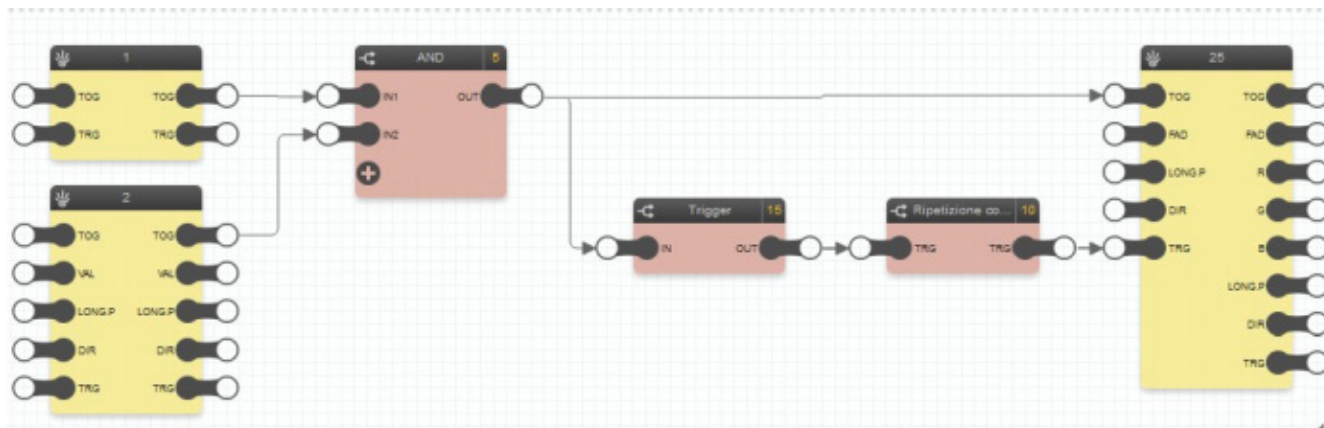 1
TOG TOG
TRG TRG
2
TOG TOG
VAL VAL
LONG.P LONG.P
DIR DIR
TRG TRG
AND 5
IN1 OUT
IN2
Trigger 15
IN OUT
Ripetizione co... 10
TRG TRG
25
TOG TOG
FAD FAD
LONG.P R
DIR G
TRG B
LONG.P
DIR
TRG